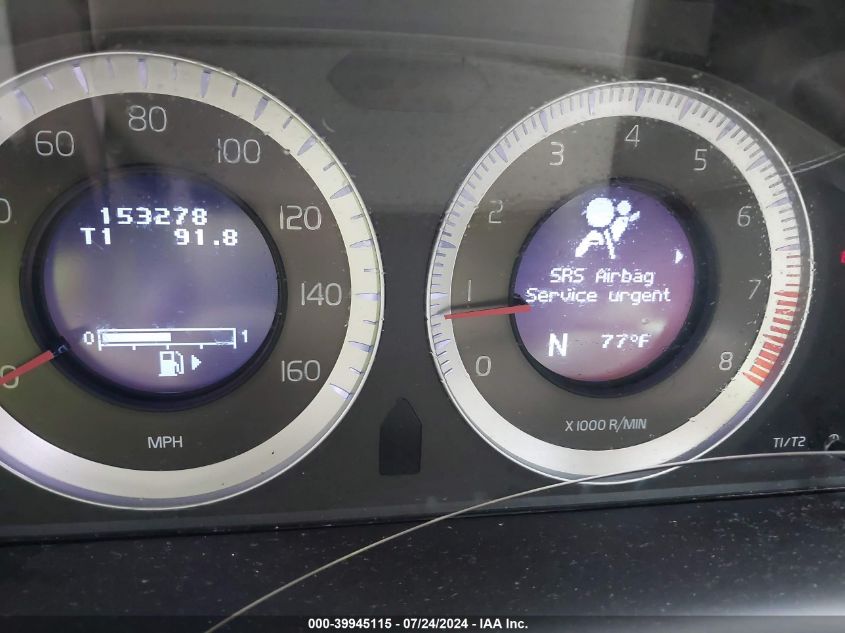 60 80 100 120 140 160
153278
T1 91.8
0 1
MPH
0 1 2 3 4 5 6 7 8
SRS Airbag
Service urgent
N 77°F
X 1000 R/MIN
T1/T2
000-39945115 - 07/24/2024 - IAA Inc.